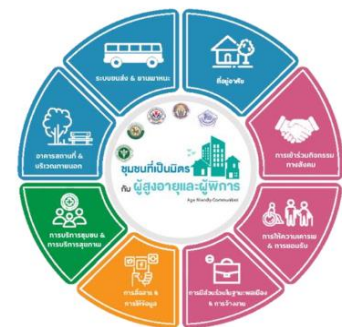 ระบบขนส่ง & ยานพาหนะ
ที่อยู่อาศัย
การเข้าร่วมกิจกรรม
ทางสังคม
การให้ความเคารพ
& การยอมรับ
การมีส่วนร่วมในฐานะพลเมือง
& การจ้างงาน
การสื่อสาร &
การให้ข้อมูล
การบริการชุมชน &
การบริการสุขภาพ
อาคารสถานที่ &
บริเวณภายนอก
ชุมชนที่เป็นมิตร
กับ ผู้สูงอายุและผู้พิการ
Age-friendly Communities